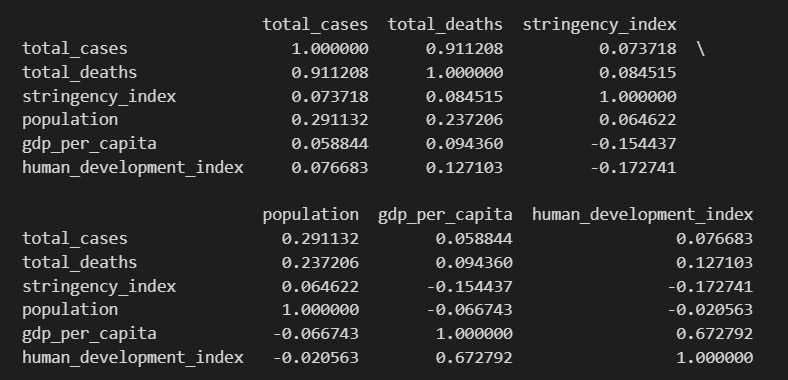 total_cases total_deaths stringency_index
total_cases 1.000000 0.911208 0.073718 \
total_deaths 0.911208 1.000000 0.084515
stringency_index 0.073718 0.084515 1.000000
population 0.291132 0.237206 0.064622
gdp_per_capita 0.058844 0.094360 -0.154437
human_development_index 0.076683 0.127103 -0.172741
population gdp_per_capita human_development_index
total_cases 0.291132 0.058844 0.076683
total_deaths 0.237206 0.094360 0.127103
stringency_index 0.064622 -0.154437 -0.172741
population 1.000000 -0.066743 -0.020563
gdp_per_capita -0.066743 1.000000 0.672792
human_development_index -0.020563 0.672792 1.000000